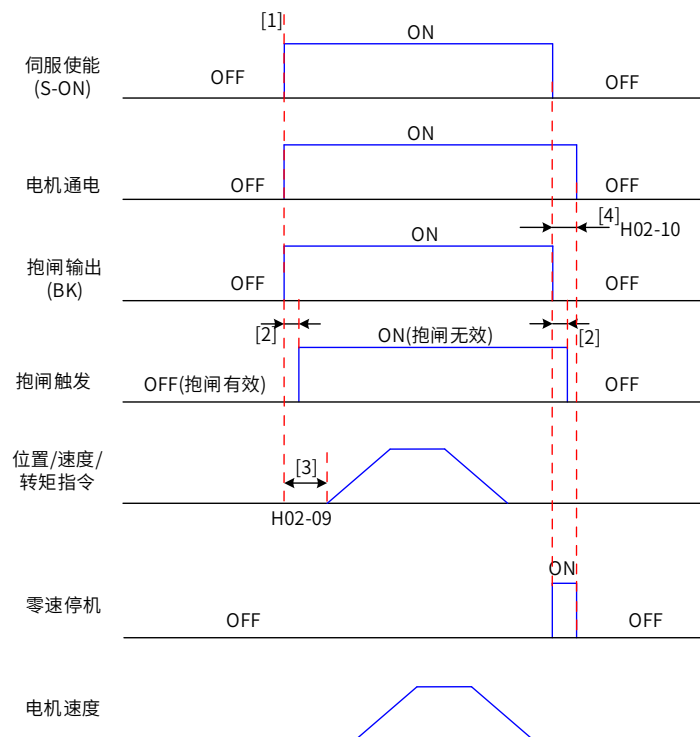 [1]
ON
伺服使能
(S-ON)
OFF
OFF
ON
电机通电
OFF
OFF
[4]
H02-10
ON
抱闸输出
(BK)
OFF
OFF
[2]
ON(抱闸无效)
[2]
抱闸触发
OFF(抱闸有效)
OFF
位置/速度/
转矩指令
[3]
H02-09
ON
零速停机
OFF
OFF
电机速度